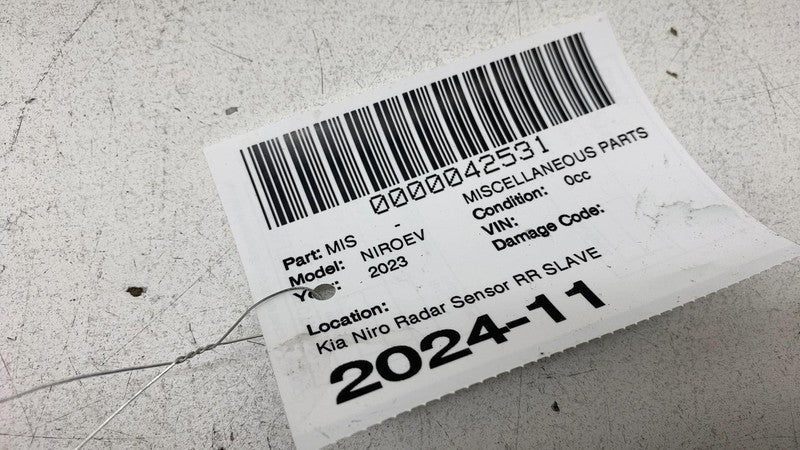 0000042531
Part: MIS - MISCELLANEOUS PARTS
Model: NIROEV Condition: 0cc
2023 VIN:
Damage Code:
Location:
Kia Niro Radar Sensor RR SLAVE
2024-11